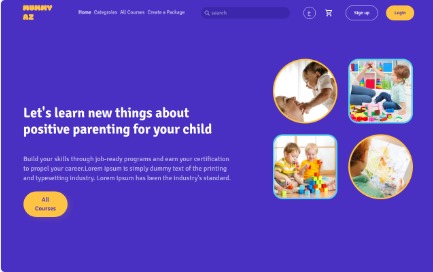 MUMMY
AZ
Home Categories All Courses Create a Package
search
Sign up
Login
Let's learn new things about
positive parenting for your child
Build your skills through job-ready programs and earn your certification
to propel your career.Lorem Ipsum is simply dummy text of the printing
and typesetting industry. Lorem Ipsum has been the industry's standard.
All
Courses